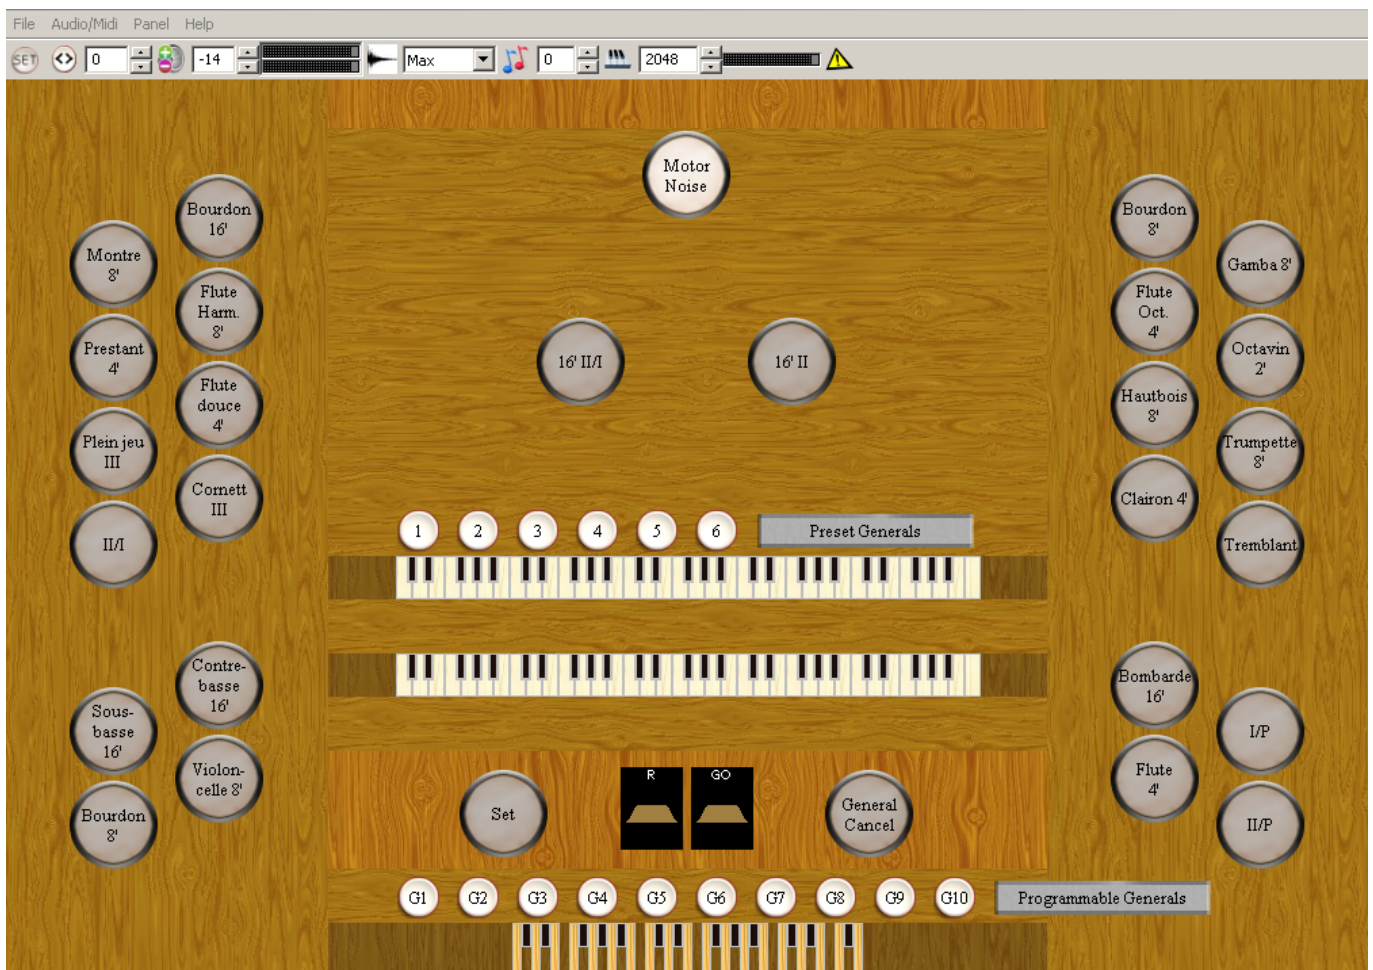 File Audio/Midi Panel Help
SET 0 -14 Max 0 2048
Motor
Noise
Bourdon
16'
Montre
8'
Flute
Harm.
8'
Prestant
4'
Flute
douce
4'
Plein jeu
III
Cornett
III
II/I
16' II/I
16' II
Bourdon
8'
Gamba 8'
Flute
Oct.
4'
Octavin
2'
Hautbois
8'
Trumpette
8'
Clairon 4'
Tremblant
1 2 3 4 5 6 Preset Generals
Contre-
basse
16'
Sous-
basse
16'
Violon-
celle 8'
Bourdon
8'
Bombarde
16'
I/P
Flute
4'
II/P
Set
R GO
General
Cancel
G1 G2 G3 G4 G5 G6 G7 G8 G9 G10 Programmable Generals